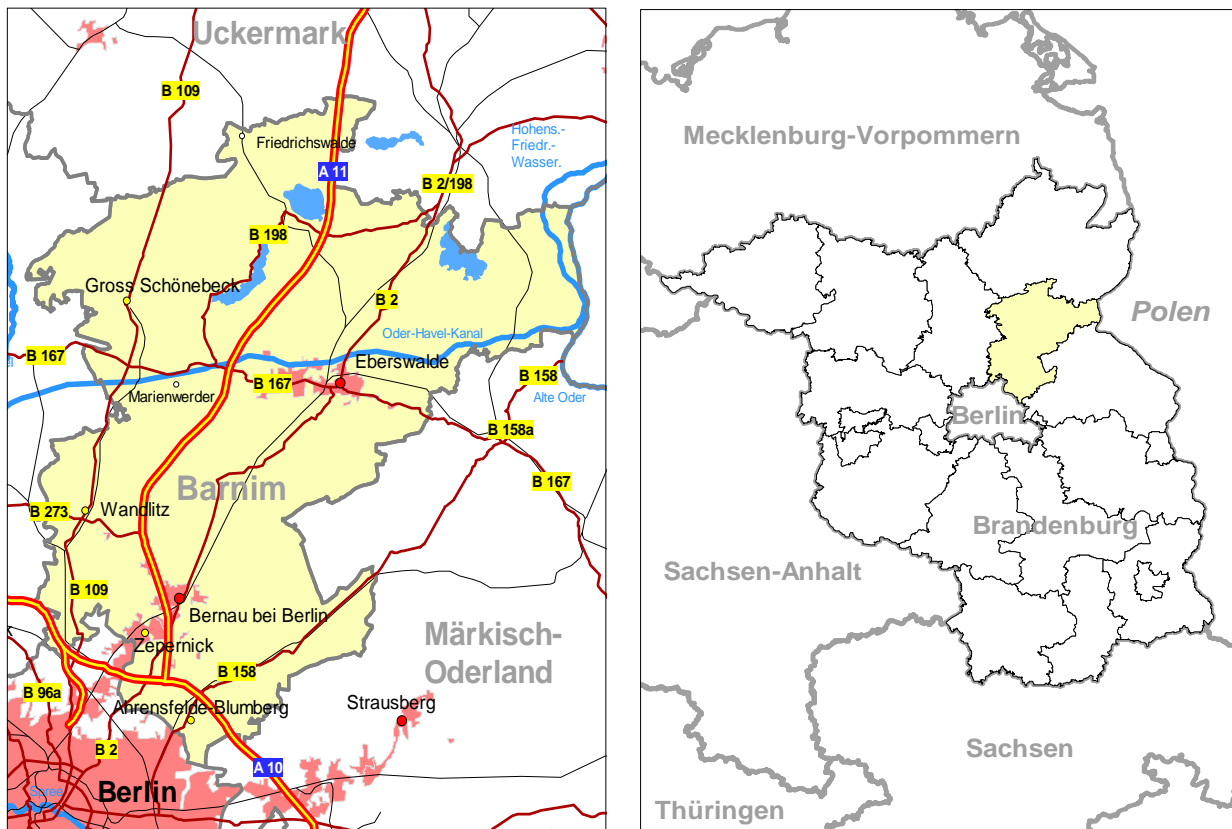 Uckermark
B 109
Friedrichswalde
Hohens.-
Friedr.-
Wasser.
A 11
B 2/198
B 198
Gross Schönebeck
B 2
Oder-Havel-Kanal
B 167
Eberswalde
B 167
B 158
Marienwerder
Alte Oder
B 158a
Barnim
B 167
B 273
Wandlitz
B 109
Bernau bei Berlin
Zepernick
Märkisch-
Oderland
B 158
B 96a
Ahrensfelde-Blumberg
Strausberg
B 2
A 10
Berlin
Spree
Mecklenburg-Vorpommern
Polen
Berlin
Brandenburg
Sachsen-Anhalt
Sachsen
Thüringen